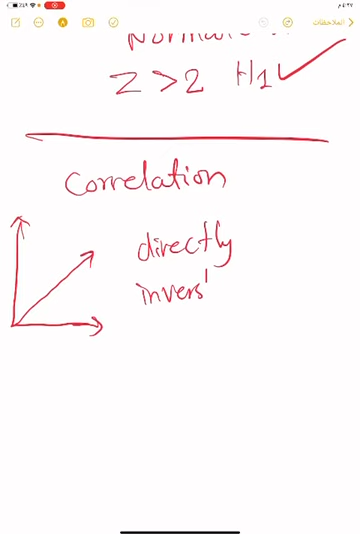 الملاحظات
Z > 2 H1 ✓
Correlation
directly
invers'